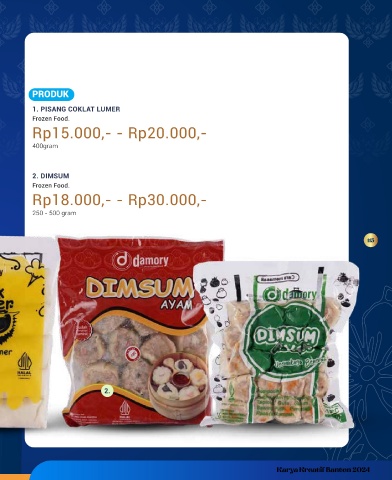 PRODUK
1. PISANG COKLAT LUMER
Frozen Food.
Rp15.000,- - Rp20.000,-
400gram
2. DIMSUM
Frozen Food.
Rp18.000,- - Rp30.000,-
250 - 500 gram
damory
DIMSUM
AYAM
HALAL
2.
damory
DIMSUM
HALAL
Karya Kreatif Banten 2024